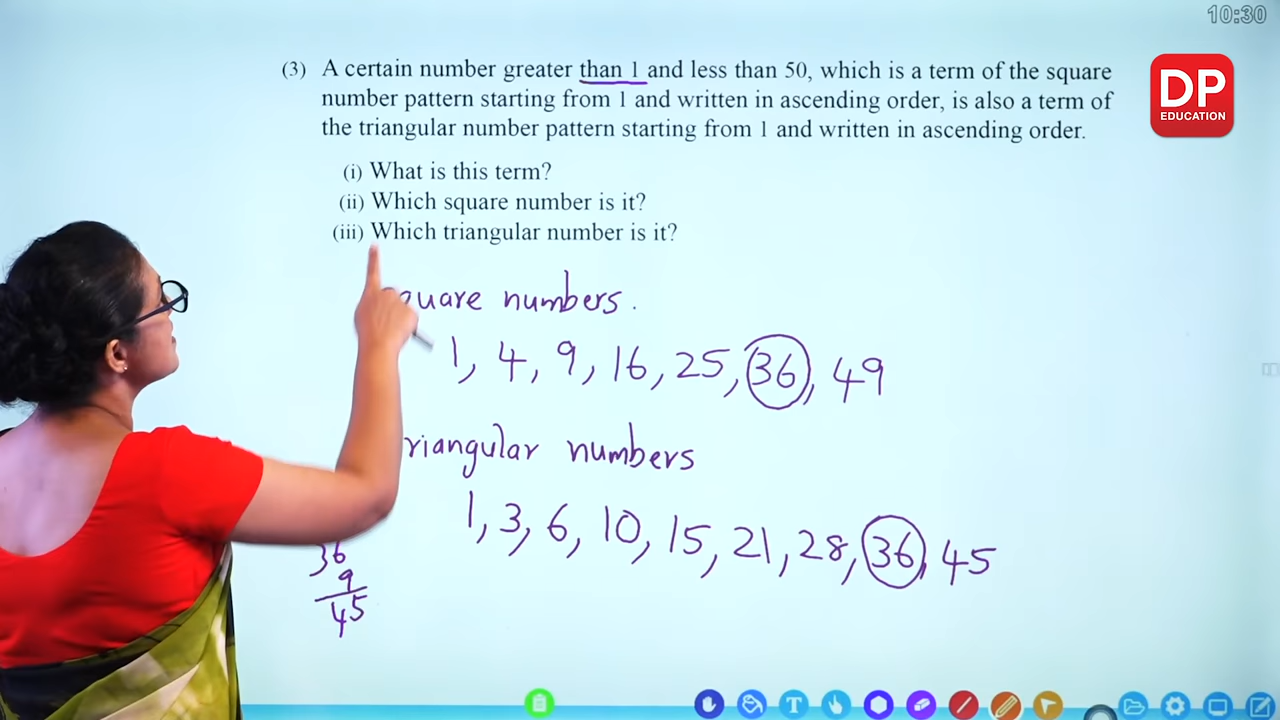 10:30
(3) A certain number greater than 1 and less than 50, which is a term of the square
number pattern starting from 1 and written in ascending order, is also a term of
the triangular number pattern starting from 1 and written in ascending order.
DP
EDUCATION
(i) What is this term?
(ii) Which square number is it?
(iii) Which triangular number is it?
quare numbers.
1, 4, 9, 16, 25, 36, 49
riangular numbers
1, 3, 6, 10, 15, 21, 28, 36, 45
36
9
45
T